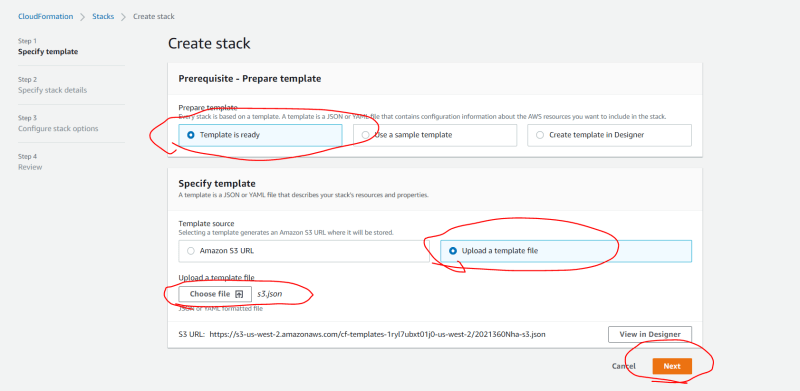 CloudFormation > Stacks > Create stack
Step 1
Specify template
Step 2
Specify stack details
Step 3
Configure stack options
Step 4
Review
Create stack
Prerequisite - Prepare template
Prepare template
Every stack is based on a template. A template is a JSON or YAML file that contains configuration information about the AWS resources you want to include in the stack.
Template is ready
Use a sample template
Create template in Designer
Specify template
A template is a JSON or YAML file that describes your stack's resources and properties.
Template source
Selecting a template generates an Amazon S3 URL where it will be stored.
Amazon S3 URL
Upload a template file
Upload a template file
Choose file s3.json
JSON or YAML formatted file
S3 URL: https://s3-us-west-2.amazonaws.com/cf-templates-1ryl7ubxt01j0-us-west-2/2021360Nha-s3.json
View in Designer
Cancel
Next